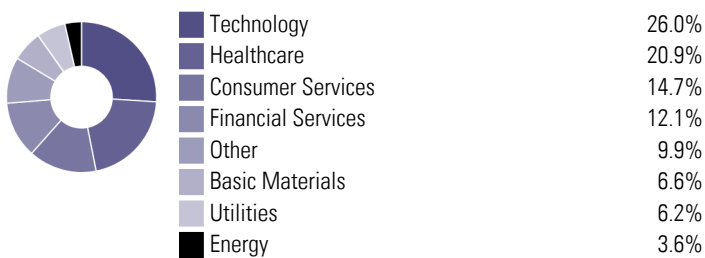 Technology 26.0%
Healthcare 20.9%
Consumer Services 14.7%
Financial Services 12.1%
Other 9.9%
Basic Materials 6.6%
Utilities 6.2%
Energy 3.6%